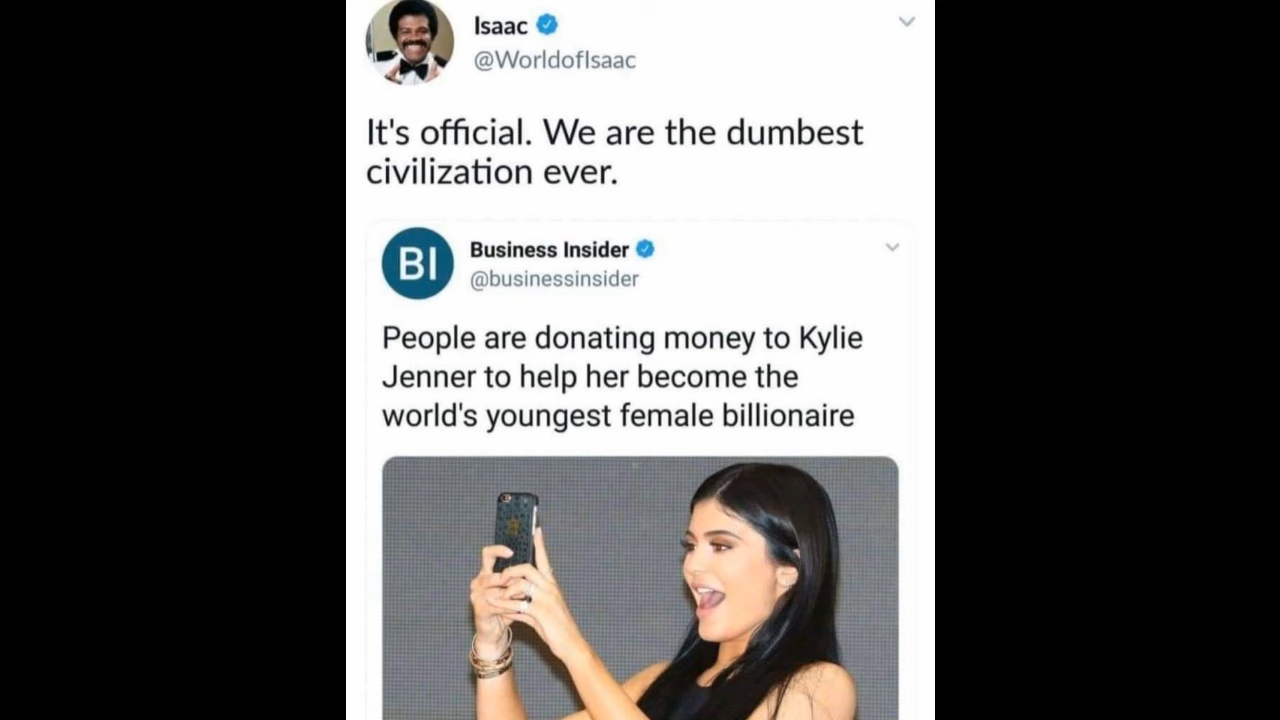 Isaac
@WorldofIsaac
It's official. We are the dumbest
civilization ever.
BI
Business Insider
@businessinsider
People are donating money to Kylie
Jenner to help her become the
world's youngest female billionaire